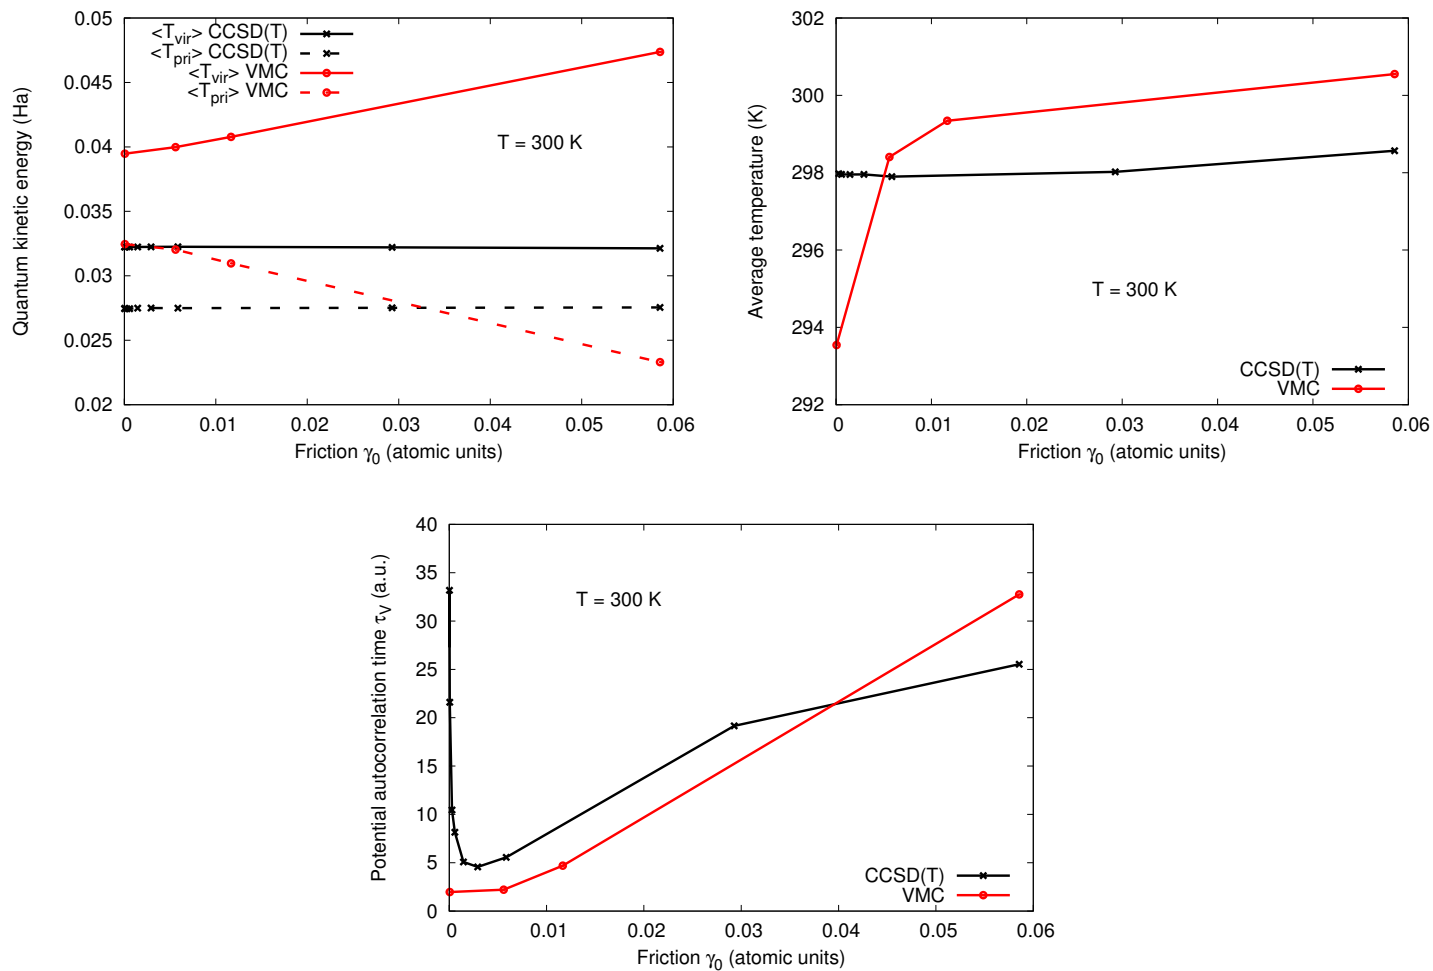 0.05
0.045
0.04
0.035
0.03
0.025
0.02
Quantum kinetic energy (Ha)
<T_vir> CCSD(T)
<T_pri> CCSD(T)
<T_vir> VMC
<T_pri> VMC
T = 300 K
0 0.01 0.02 0.03 0.04 0.05 0.06
Friction γ₀ (atomic units)
302
300
298
296
294
292
Average temperature (K)
T = 300 K
CCSD(T)
VMC
0 0.01 0.02 0.03 0.04 0.05 0.06
Friction γ₀ (atomic units)
40
35
30
25
20
15
10
5
0
Potential autocorrelation time τ_V (a.u.)
T = 300 K
CCSD(T)
VMC
0 0.01 0.02 0.03 0.04 0.05 0.06
Friction γ₀ (atomic units)